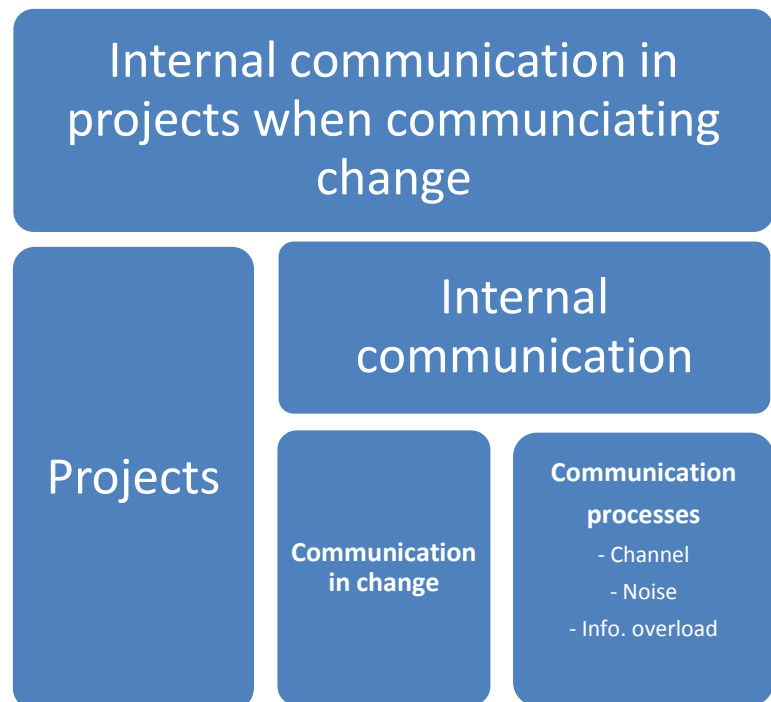 Internal communication in
projects when communciating
change
Internal
communication
Projects
Communication
in change
Communication
processes
- Channel
- Noise
- Info. overload